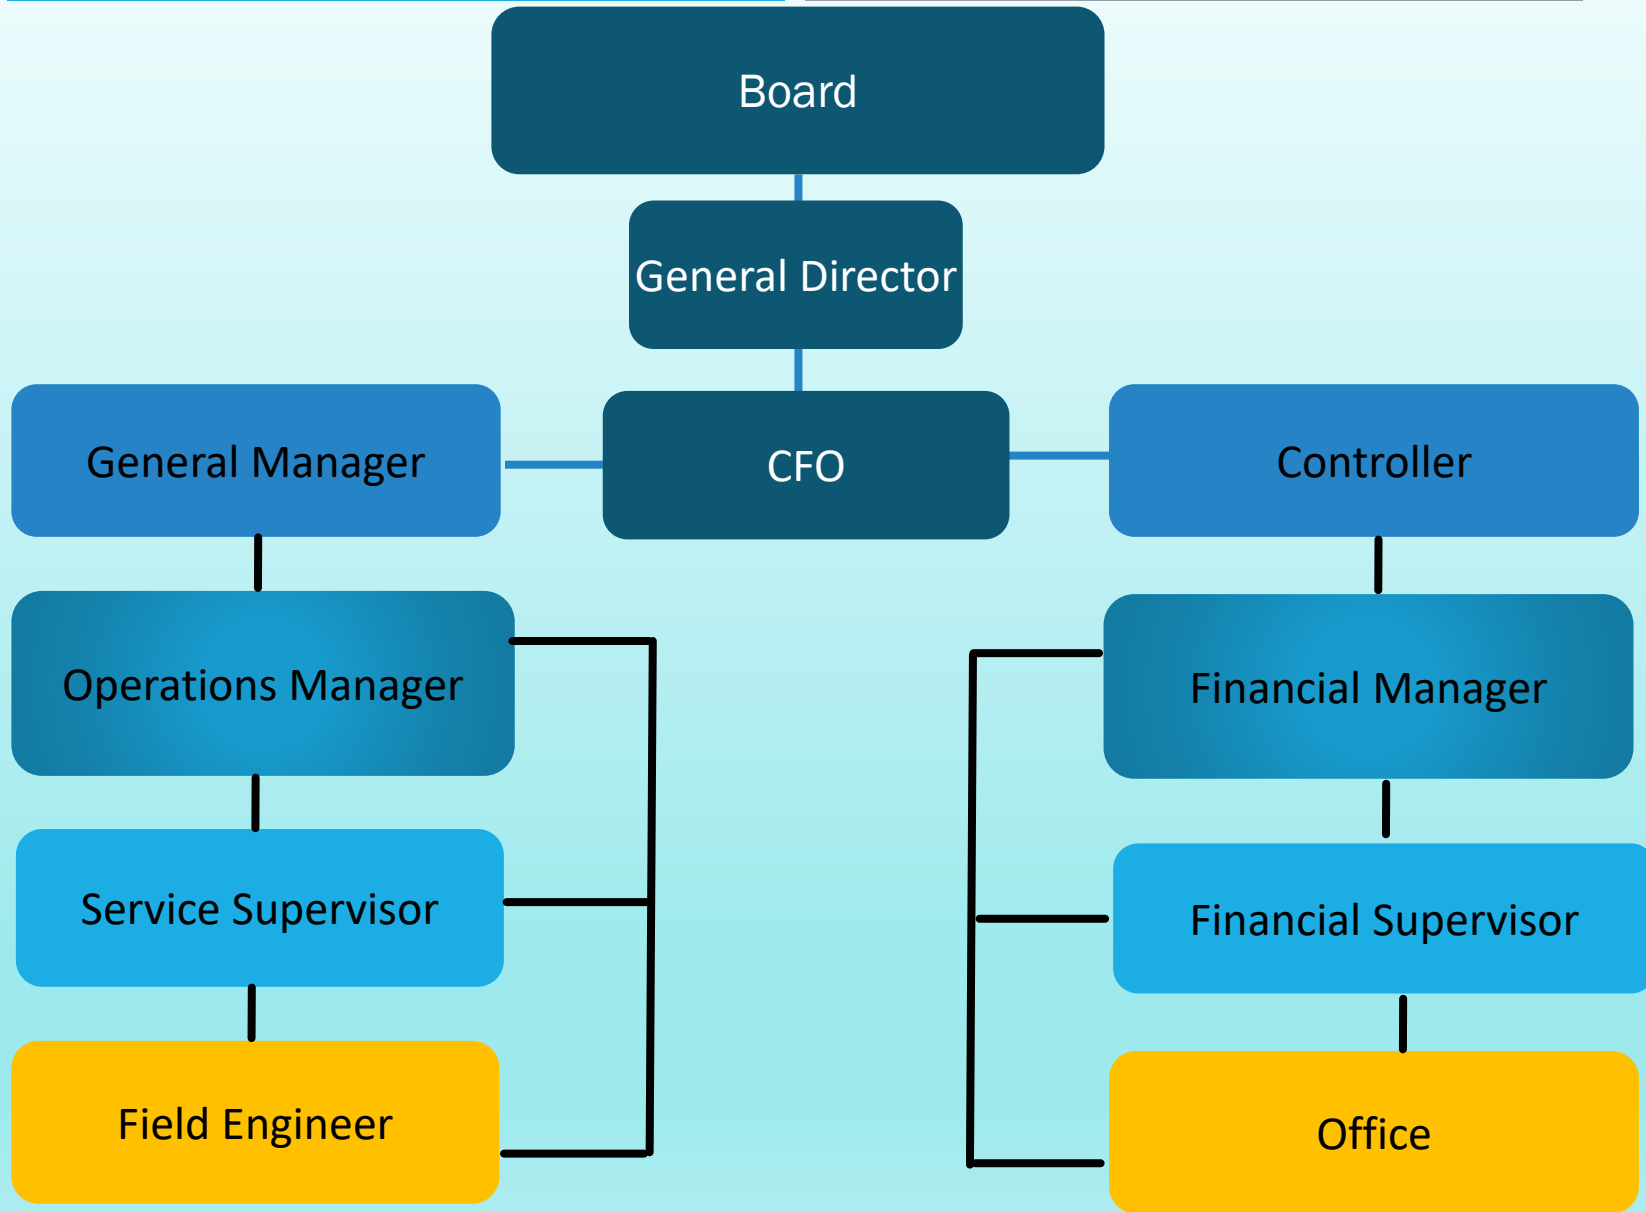 Board
General Director
General Manager
CFO
Controller
Operations Manager
Financial Manager
Service Supervisor
Financial Supervisor
Field Engineer
Office